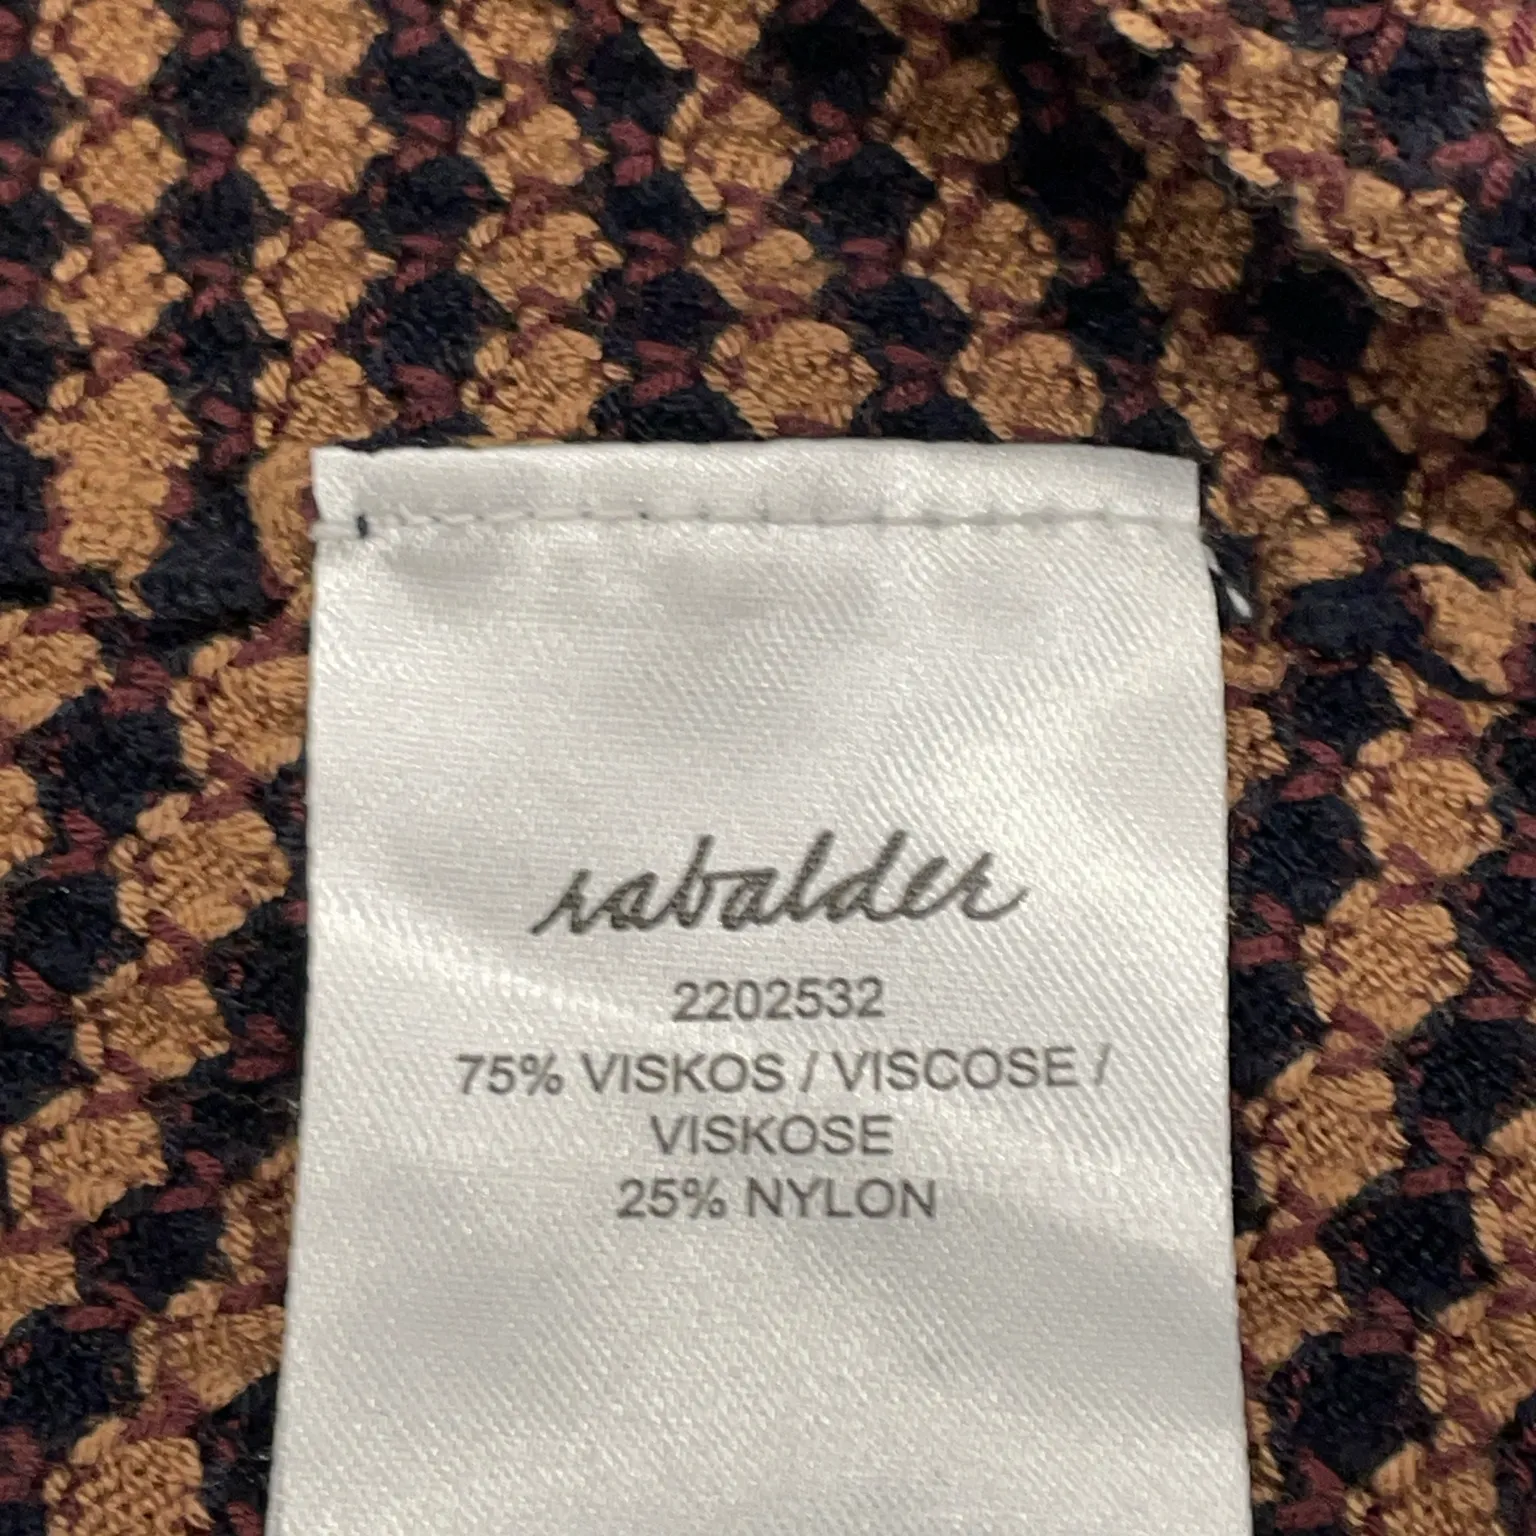 rabalder
2202532
75% VISKOS / VISCOSE /
VISKOSE
25% NYLON